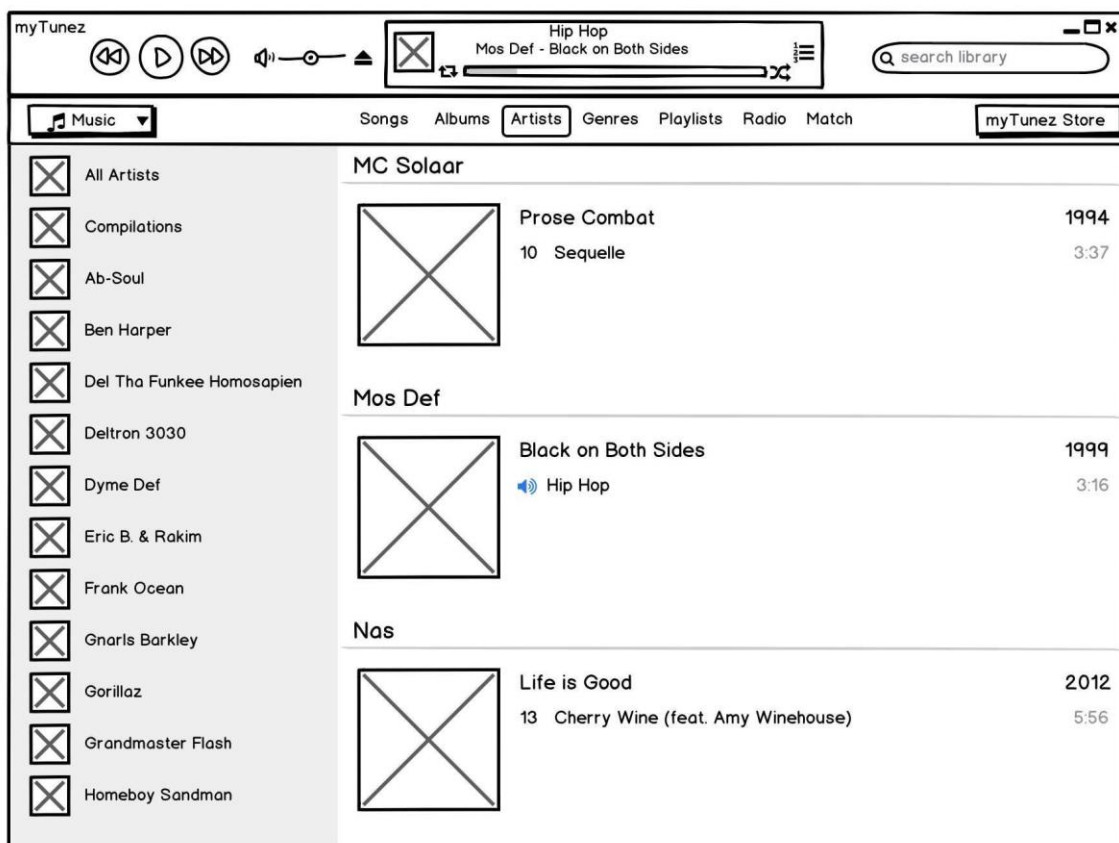 myTunez
Hip Hop
Mos Def - Black on Both Sides
1
2
3
search library
Music
Songs Albums Artists Genres Playlists Radio Match
myTunez Store
All Artists
Compilations
Ab-Soul
Ben Harper
Del Tha Funkee Homosapien
Deltron 3030
Dyme Def
Eric B. & Rakim
Frank Ocean
Gnarls Barkley
Gorillaz
Grandmaster Flash
Homeboy Sandman
MC Solaar
Prose Combat 1994
10 Sequelle 3:37
Mos Def
Black on Both Sides 1999
Hip Hop 3:16
Nas
Life is Good 2012
13 Cherry Wine (feat. Amy Winehouse) 5:56